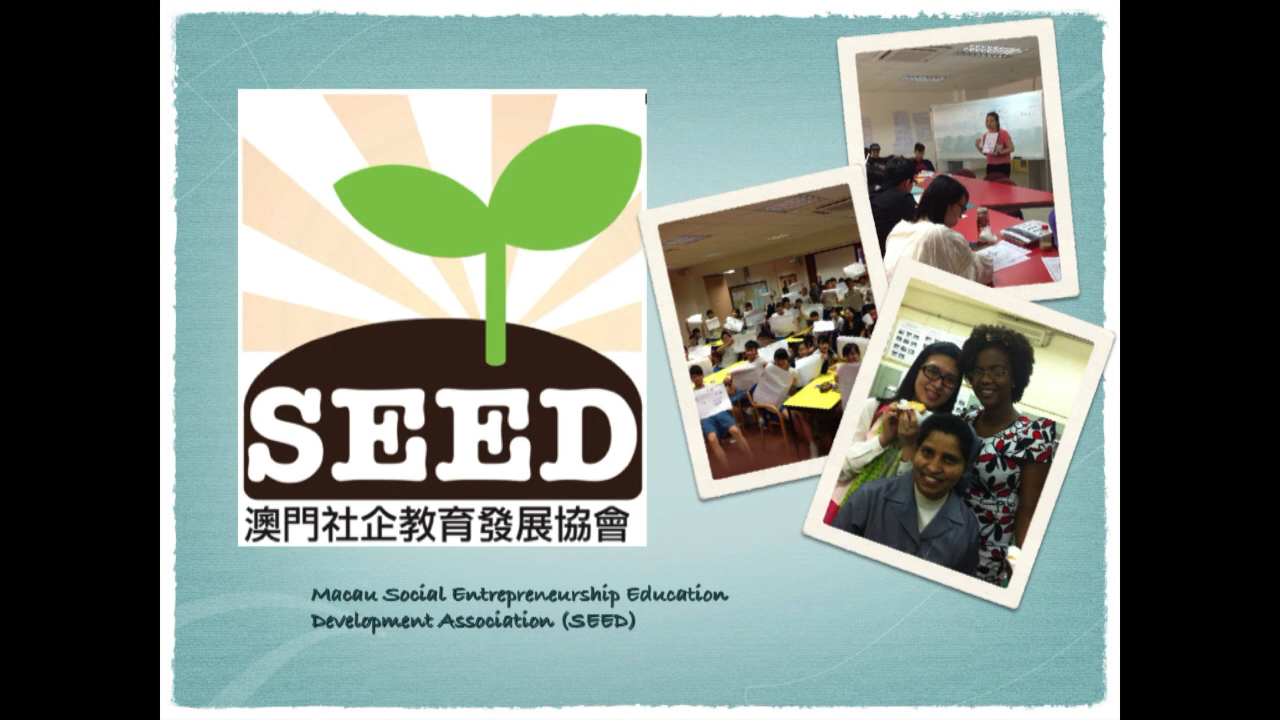 SEED
澳門社企教育發展協會
Macau Social Entrepreneurship Education
Development Association (SEED)